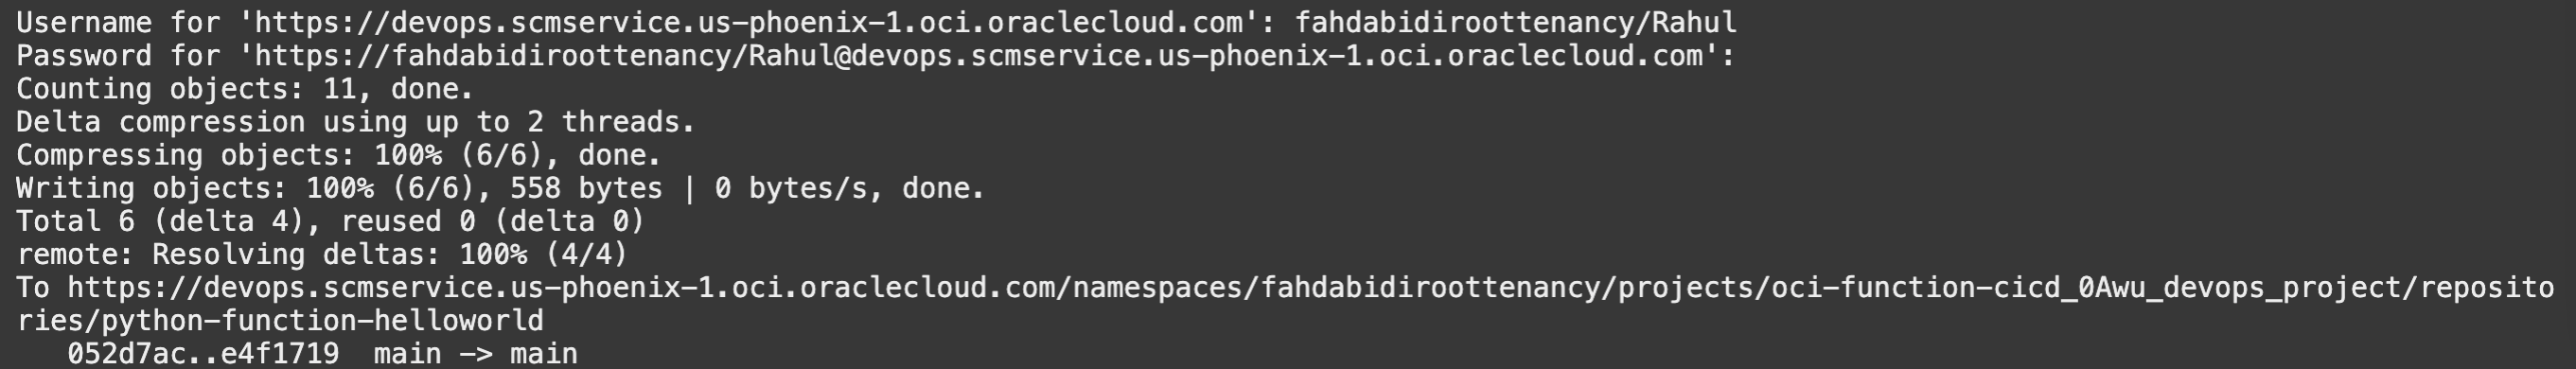 Username for 'https://devops.scmservice.us-phoenix-1.oci.oraclecloud.com': fahdabidiroottenancy/Rahul
Password for 'https://fahdabidiroottenancy/Rahul@devops.scmservice.us-phoenix-1.oci.oraclecloud.com':
Counting objects: 11, done.
Delta compression using up to 2 threads.
Compressing objects: 100% (6/6), done.
Writing objects: 100% (6/6), 558 bytes | 0 bytes/s, done.
Total 6 (delta 4), reused 0 (delta 0)
remote: Resolving deltas: 100% (4/4)
To https://devops.scmservice.us-phoenix-1.oci.oraclecloud.com/namespaces/fahdabidiroottenancy/projects/oci-function-cicd_0Awu_devops_project/reposito
ries/python-function-helloworld
   052d7ac..e4f1719  main -> main